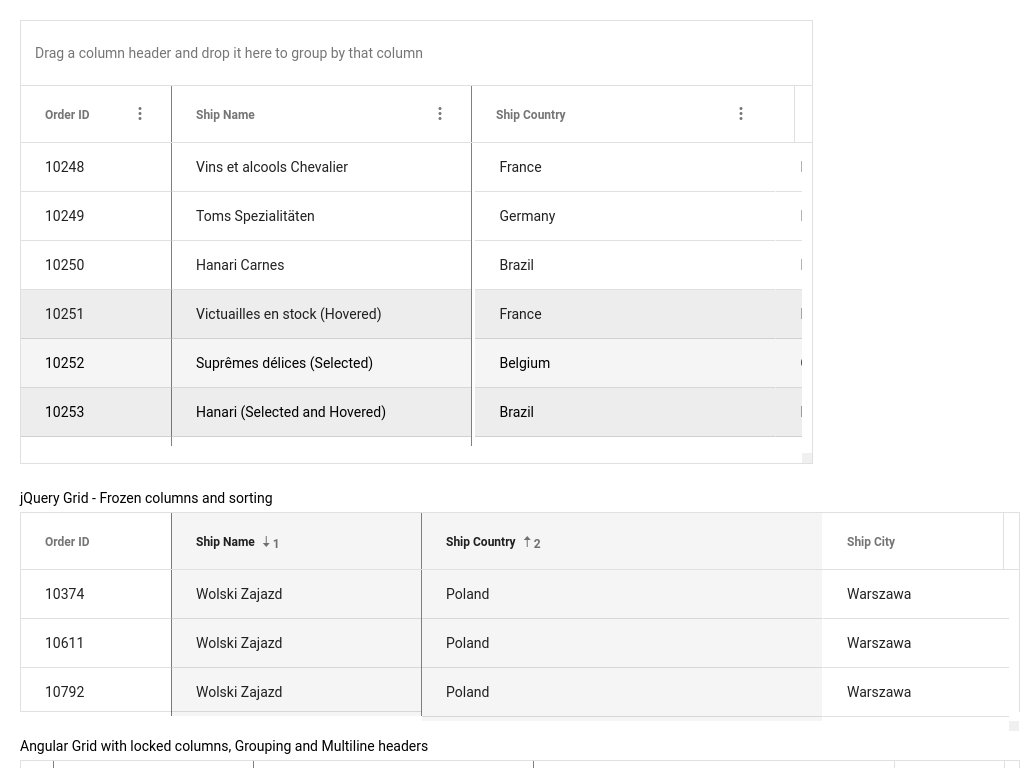 Drag a column header and drop it here to group by that column
Order ID Ship Name Ship Country
10248 Vins et alcools Chevalier France
10249 Toms Spezialitäten Germany
10250 Hanari Carnes Brazil
10251 Victuailles en stock (Hovered) France
10252 Suprêmes délices (Selected) Belgium
10253 Hanari (Selected and Hovered) Brazil
jQuery Grid - Frozen columns and sorting
Order ID Ship Name 1 Ship Country 2 Ship City
10374 Wolski Zajazd Poland Warszawa
10611 Wolski Zajazd Poland Warszawa
10792 Wolski Zajazd Poland Warszawa
Angular Grid with locked columns, Grouping and Multiline headers